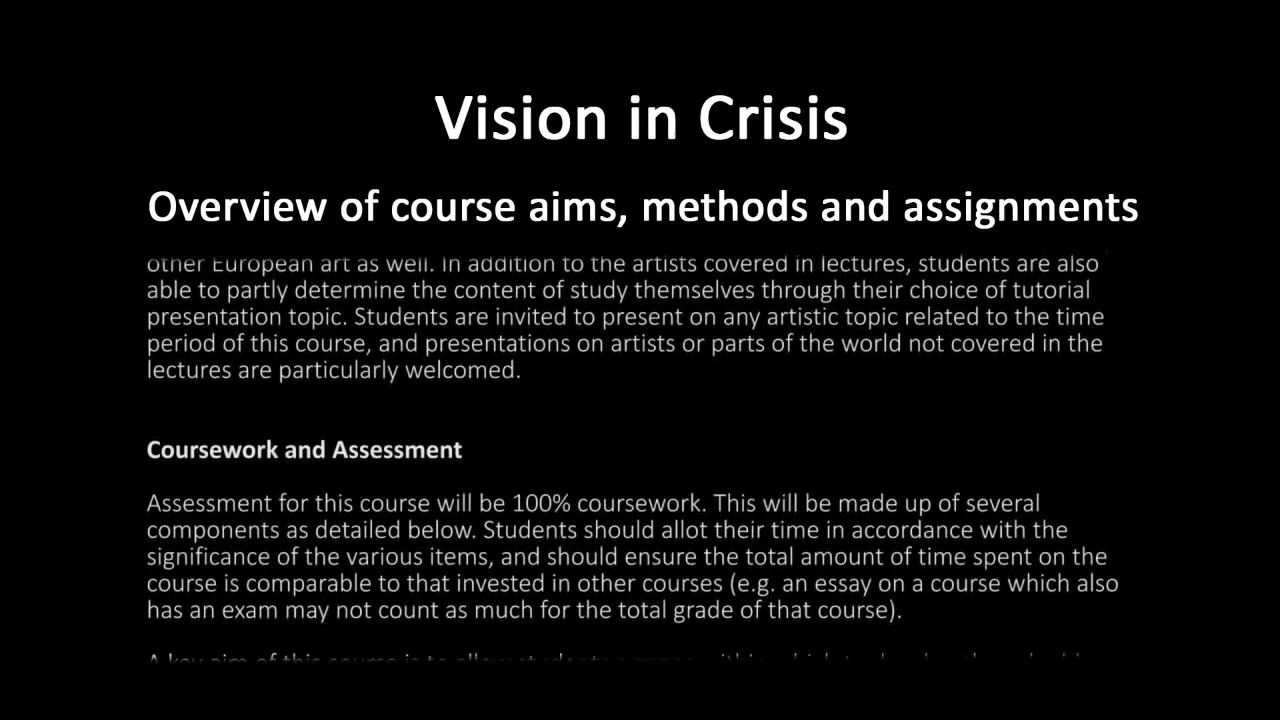 Vision in Crisis
Overview of course aims, methods and assignments
other European art as well. In addition to the artists covered in lectures, students are also
able to partly determine the content of study themselves through their choice of tutorial
presentation topic. Students are invited to present on any artistic topic related to the time
period of this course, and presentations on artists or parts of the world not covered in the
lectures are particularly welcomed.
Coursework and Assessment
Assessment for this course will be 100% coursework. This will be made up of several
components as detailed below. Students should allot their time in accordance with the
significance of the various items, and should ensure the total amount of time spent on the
course is comparable to that invested in other courses (e.g. an essay on a course which also
has an exam may not count as much for the total grade of that course).
A key aim of this course is to allow students